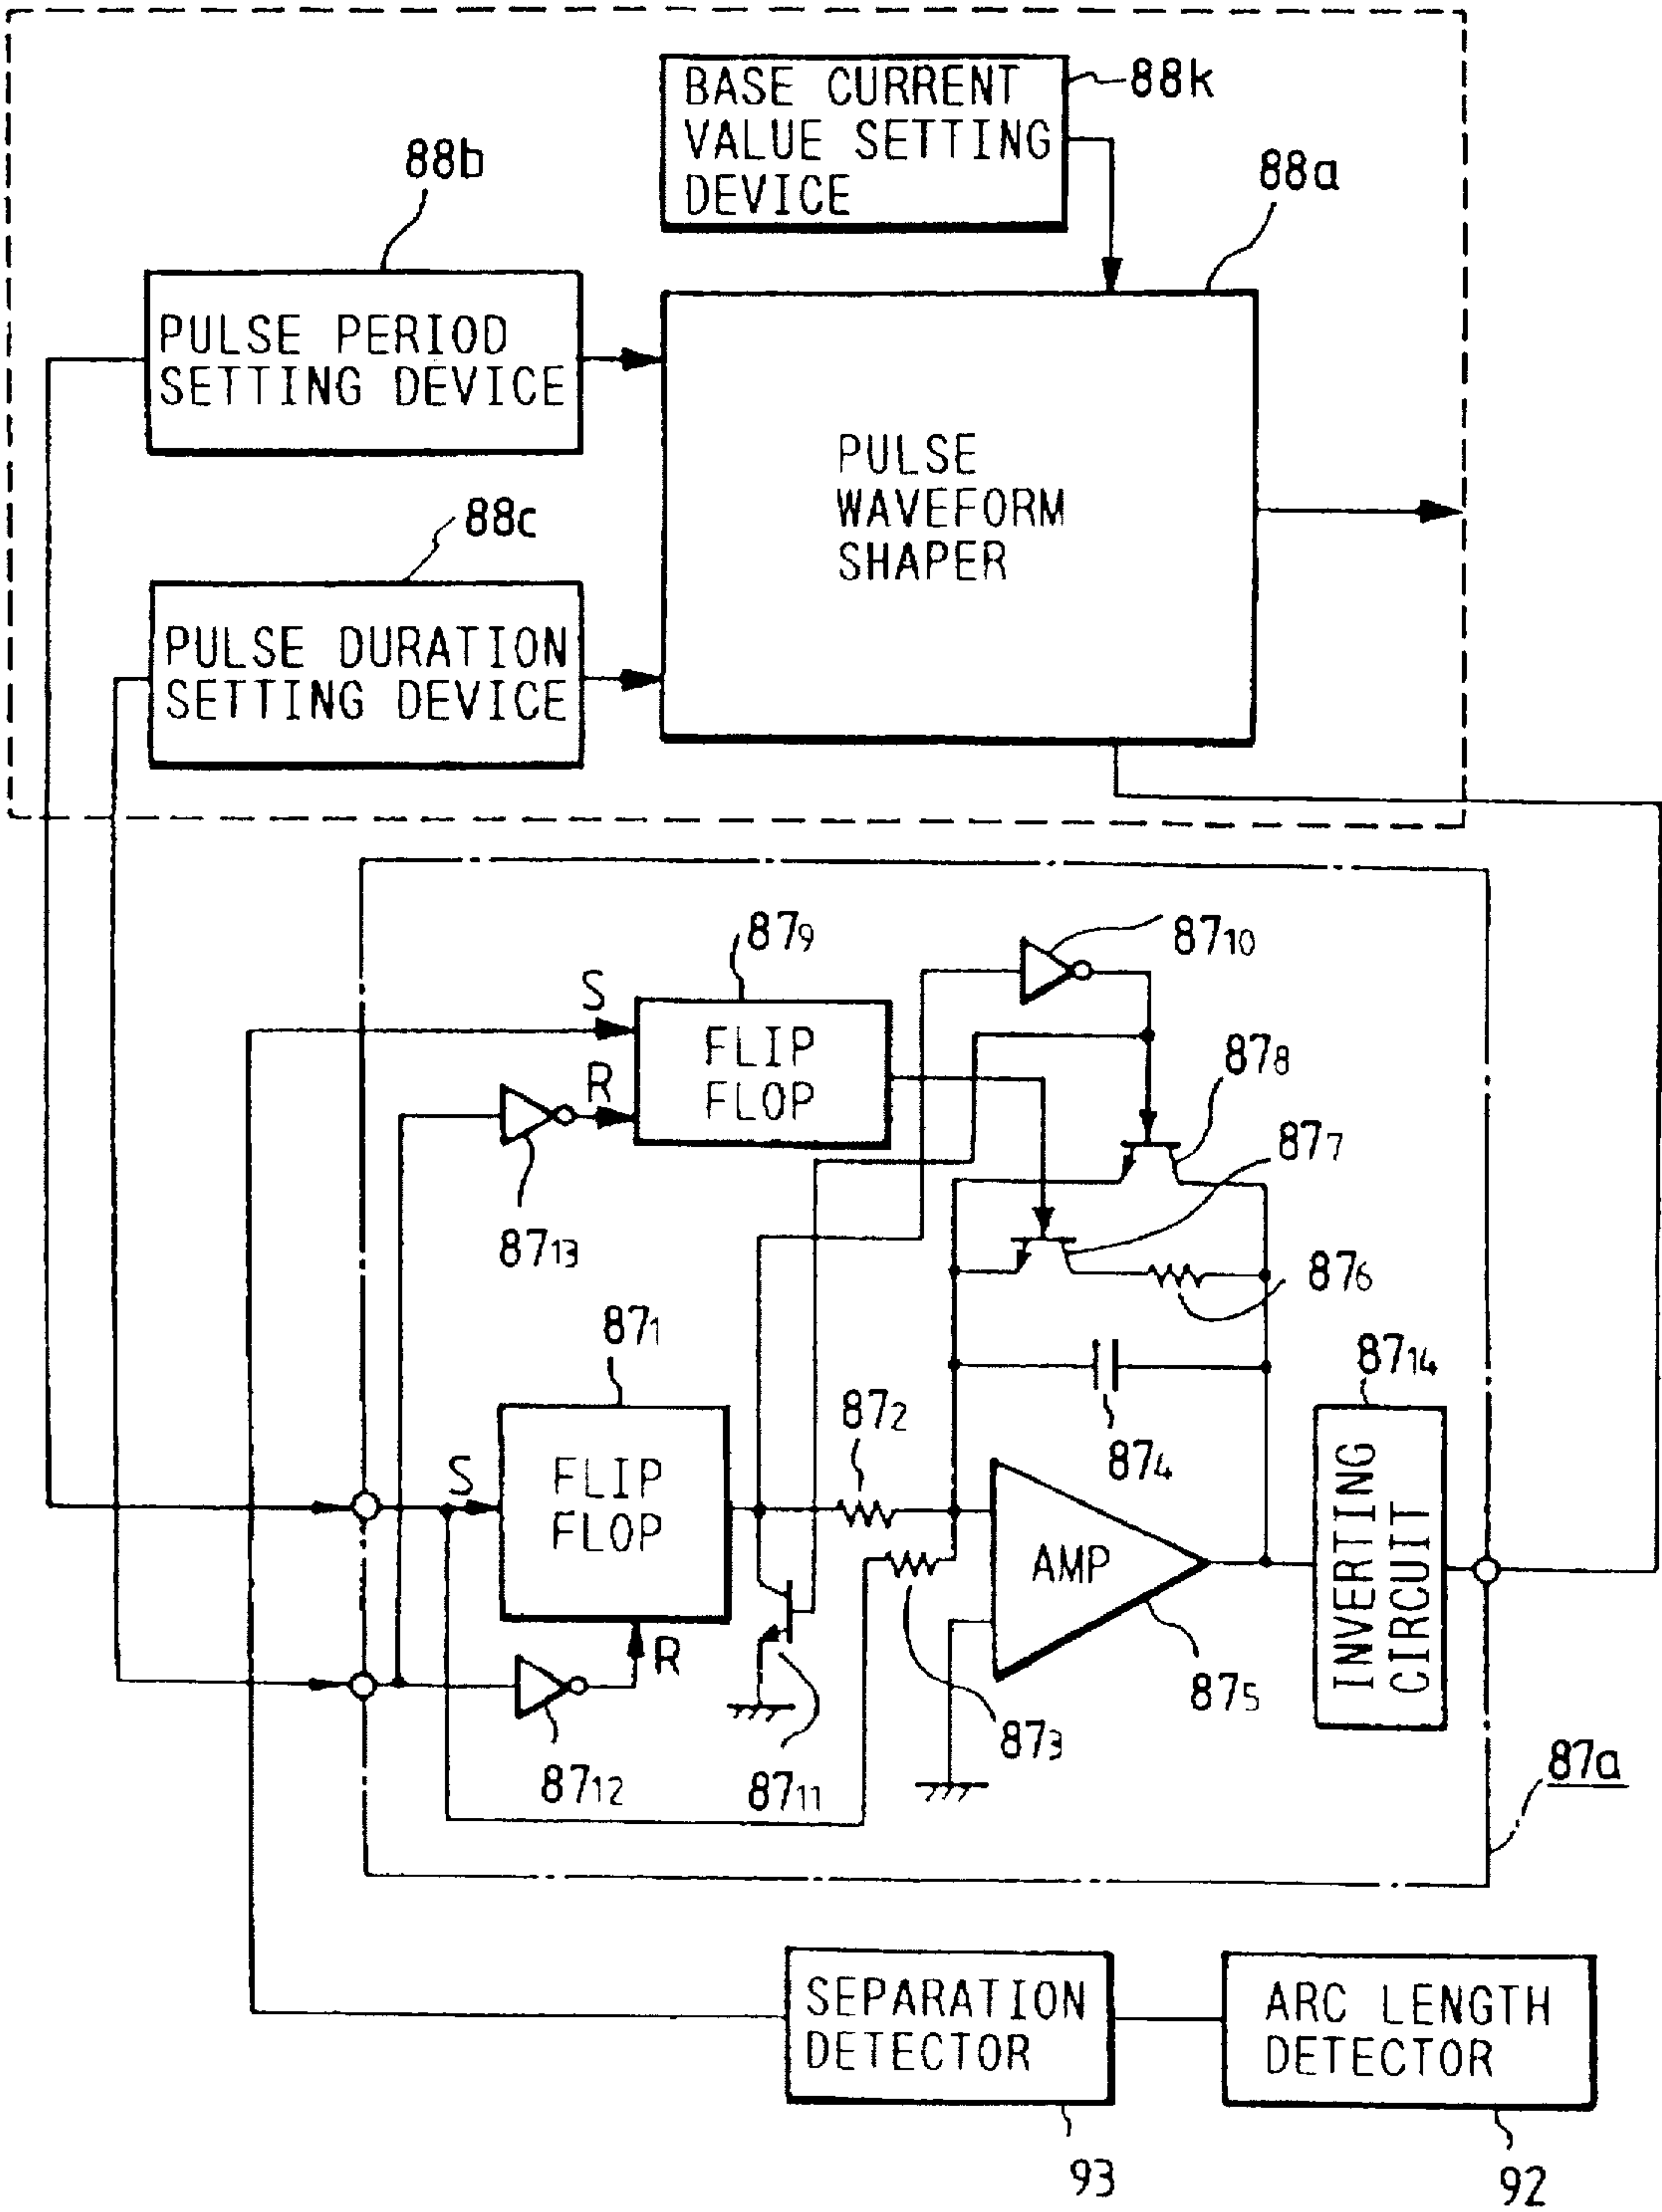 BASE CURRENT
VALUE SETTING
DEVICE
88k
88b
88a
PULSE PERIOD
SETTING DEVICE
PULSE
WAVEFORM
SHAPER
88c
PULSE DURATION
SETTING DEVICE
87₉
87₁₀
S
FLIP
FLOP
R
87₈
87₇
87₁₃
87₆
87₁
87₁₄
87₂
87₄
S
FLIP
FLOP
AMP
INVERTING
CIRCUIT
R
87₅
87₃
87₁₂
87₁₁
87a
SEPARATION
DETECTOR
ARC LENGTH
DETECTOR
93
92